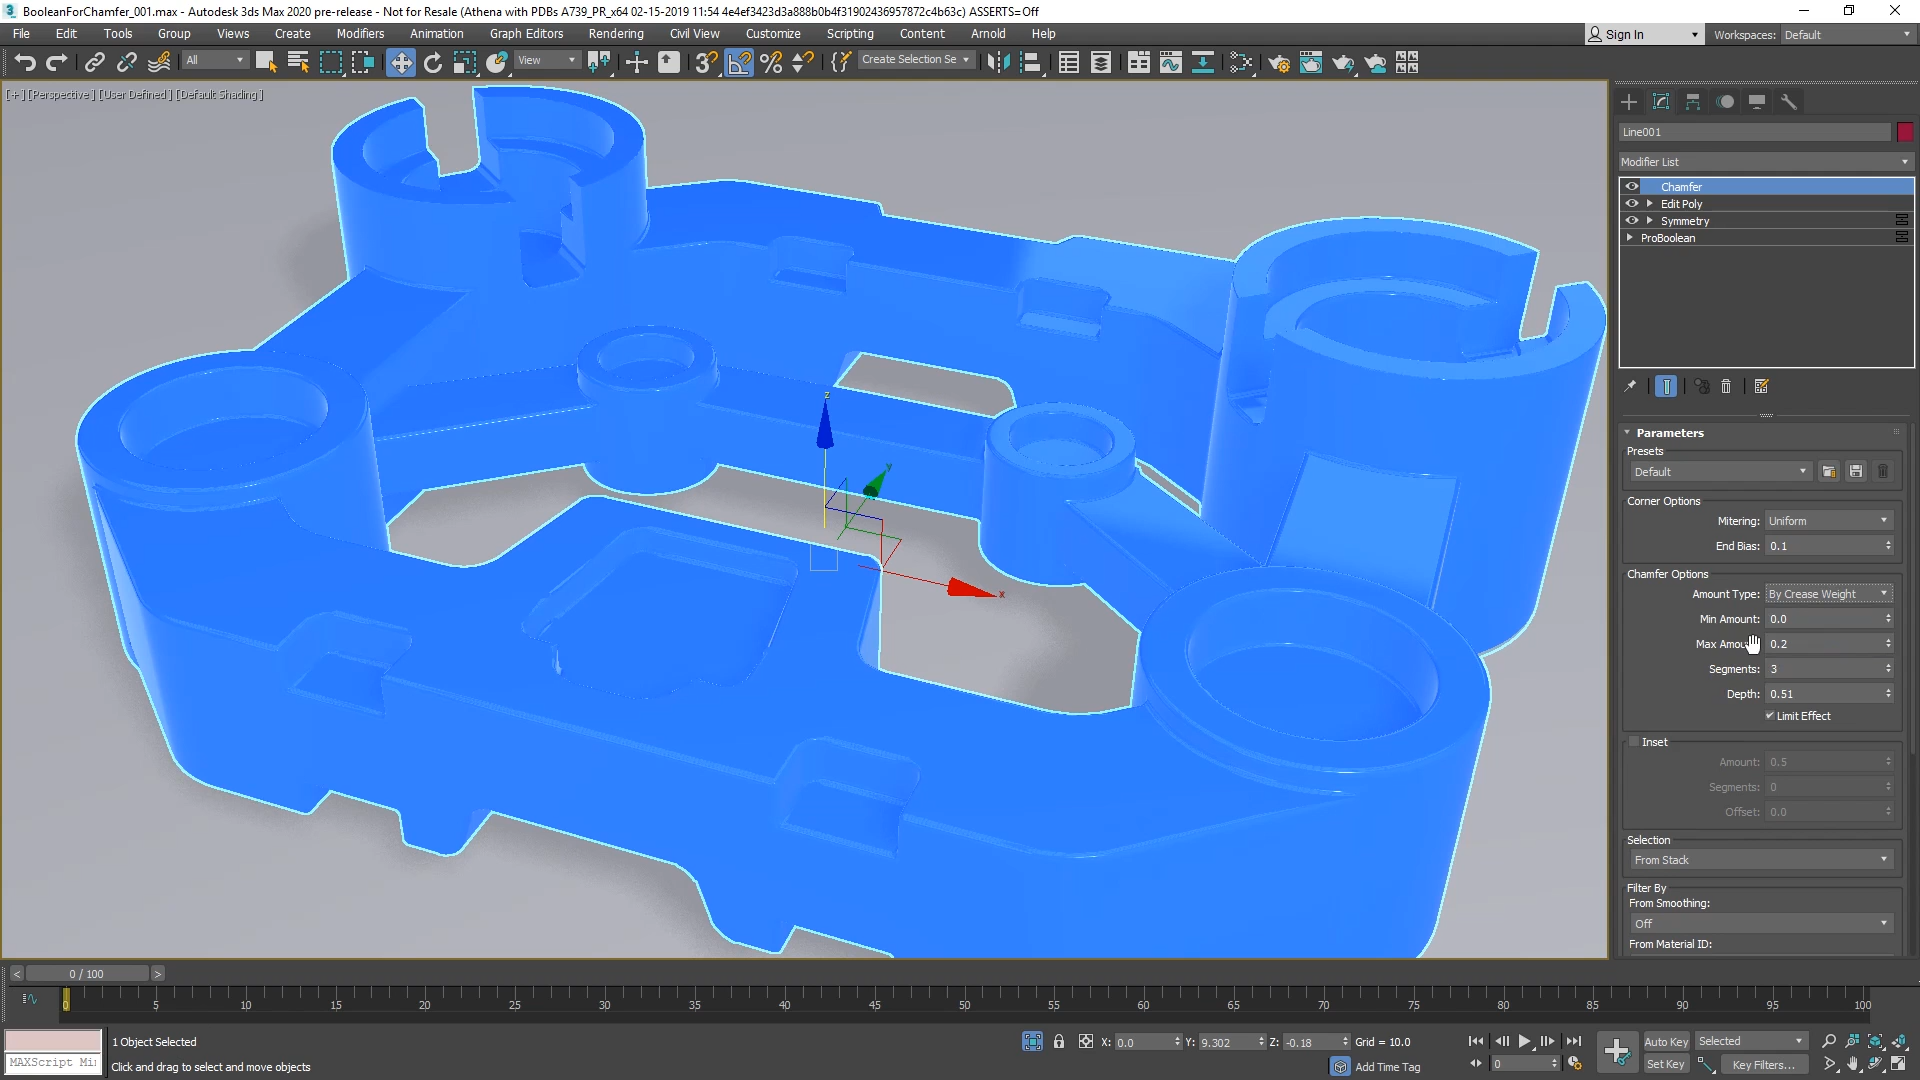 BooleanForChamfer_001.max - Autodesk 3ds Max 2020 pre-release - Not for Resale (Athena with PDBs A739_PR_x64 02-15-2019 11:54 4e4ef3423d3a888b0b4f31902436957872c4b63c) ASSERTS=Off
File Edit Tools Group Views Create Modifiers Animation Graph Editors Rendering Civil View Customize Scripting Content Arnold Help
Sign In Workspaces: Default
All View Create Selection Se
[+] [Perspective] [User Defined] [Default Shading]
Line001
Modifier List
Chamfer
Edit Poly
Symmetry
ProBoolean
Parameters
Presets
Default
Corner Options
Mitering: Uniform
End Bias: 0.1
Chamfer Options
Amount Type: By Crease Weight
Min Amount: 0.0
Max Amou 0.2
Segments: 3
Depth: 0.51
Limit Effect
Inset
Amount: 0.5
Segments: 0
Offset: 0.0
Selection
From Stack
Filter By
From Smoothing:
Off
From Material ID:
z
y
x
< 0 / 100 >
0 5 10 15 20 25 30 35 40 45 50 55 60 65 70 75 80 85 90 95 100
1 Object Selected
X: 0.0 Y: 9.302 Z: -0.18 Grid = 10.0
Auto Key Selected
MAXScript Mi
Click and drag to select and move objects
Add Time Tag
0
Set Key Key Filters...